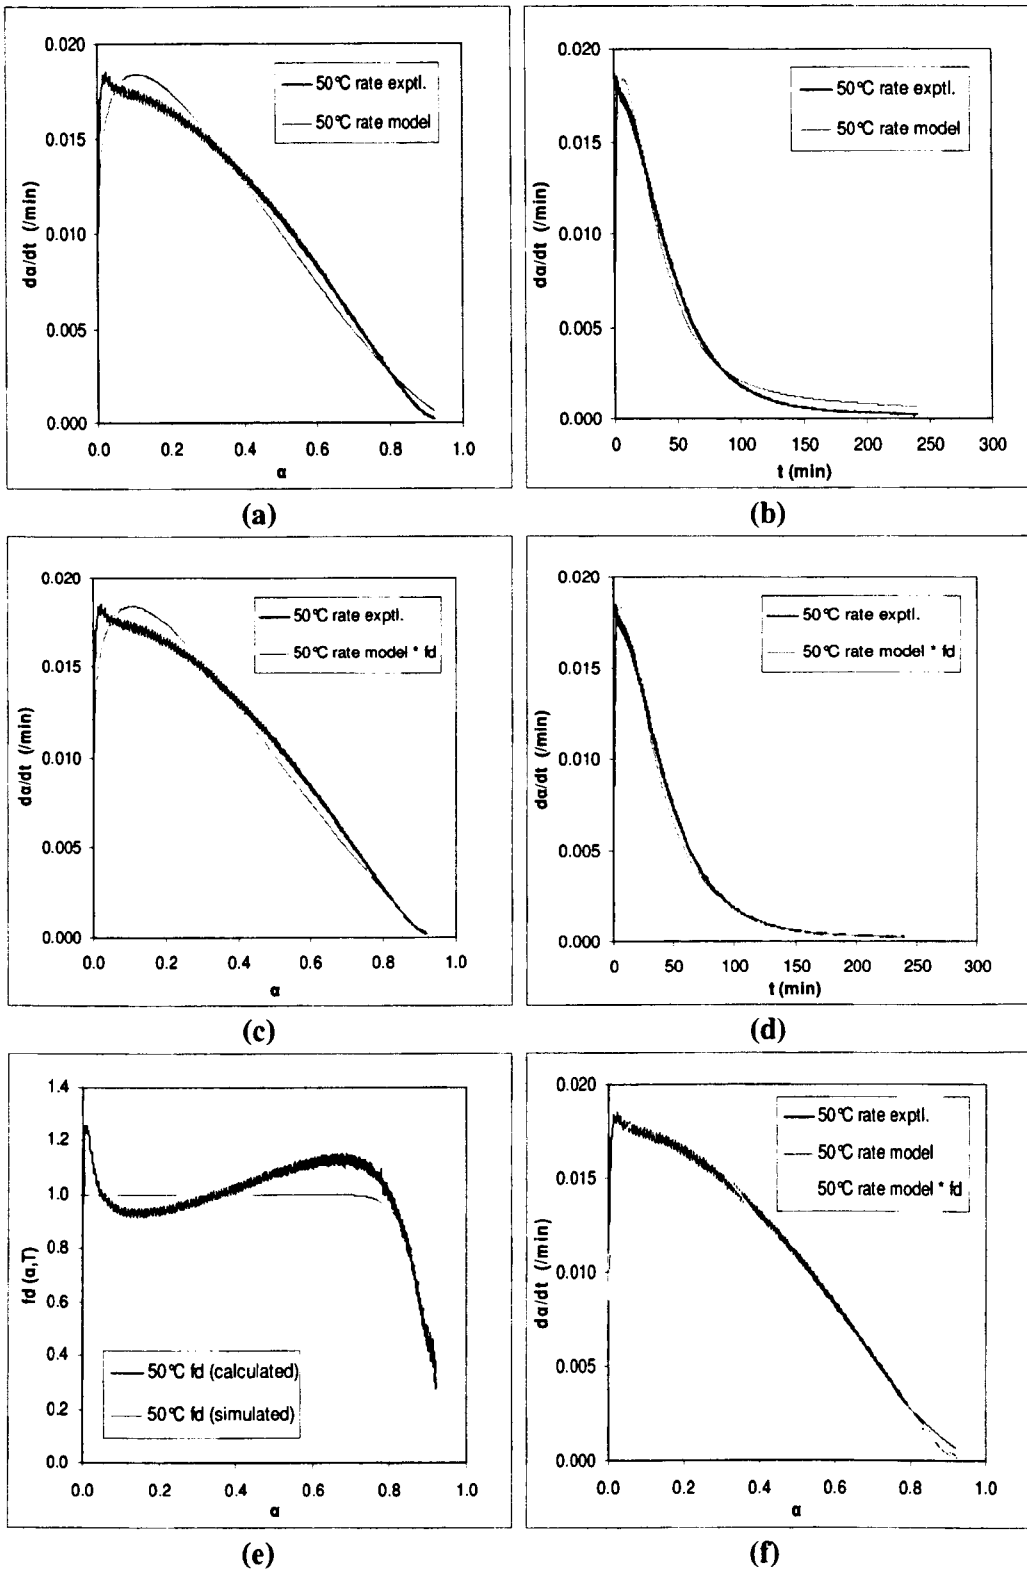 0.020
0.015
0.010
0.005
0.000
dα/dt (/min)
50°C rate exptl.
50°C rate model
0.0 0.2 0.4 0.6 0.8 1.0
α
(a)
0.020
0.015
0.010
0.005
0.000
dα/dt (/min)
50°C rate exptl.
50°C rate model
0 50 100 150 200 250 300
t (min)
(b)
0.020
0.015
0.010
0.005
0.000
dα/dt (/min)
50°C rate exptl.
50°C rate model * fd
0.0 0.2 0.4 0.6 0.8 1.0
α
(c)
0.020
0.015
0.010
0.005
0.000
dα/dt (/min)
50°C rate exptl.
50°C rate model * fd
0 50 100 150 200 250 300
t (min)
(d)
1.4
1.2
1.0
0.8
0.6
0.4
0.2
0.0
fd (α,T)
50°C fd (calculated)
50°C fd (simulated)
0.0 0.2 0.4 0.6 0.8 1.0
α
(e)
0.020
0.015
0.010
0.005
0.000
dα/dt (/min)
50°C rate exptl.
50°C rate model
50°C rate model * fd
0.0 0.2 0.4 0.6 0.8 1.0
α
(f)